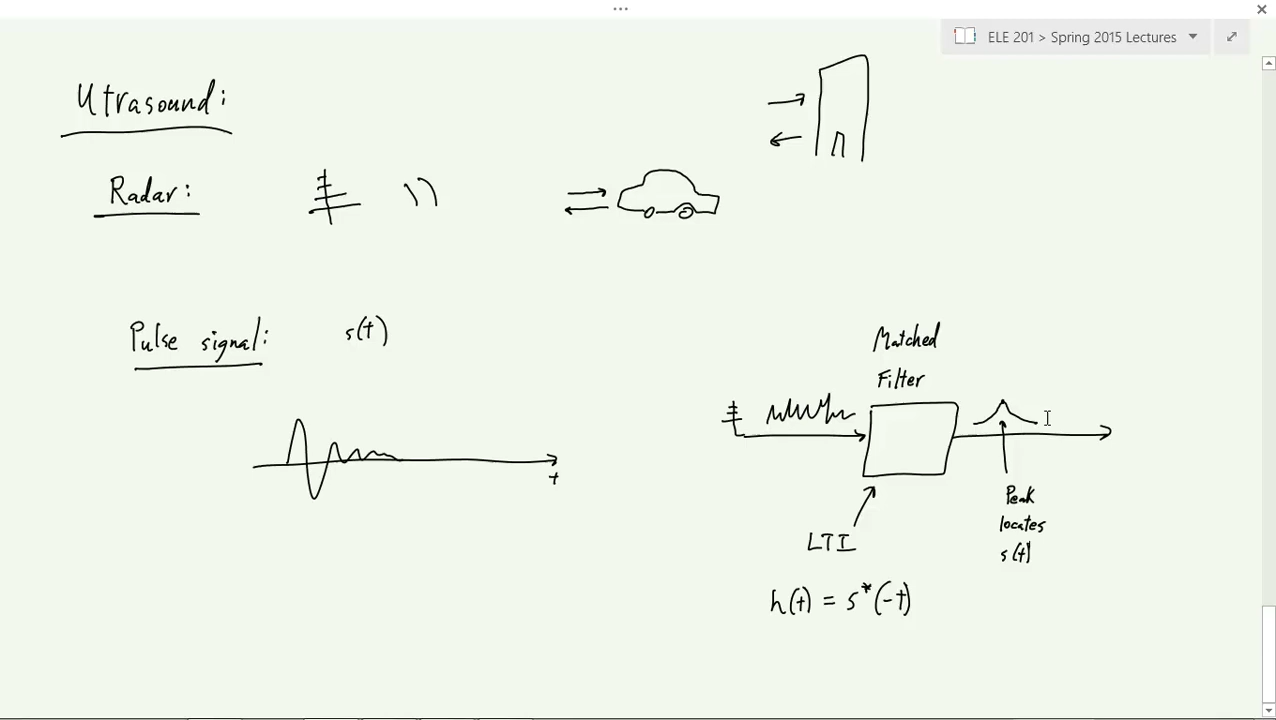 ELE 201 > Spring 2015 Lectures
Utrasound:
Radar:
Pulse signal: s(t)
t
Matched
Filter
LTI
Peak
locates
s(t)
h(t) = s*(-t)